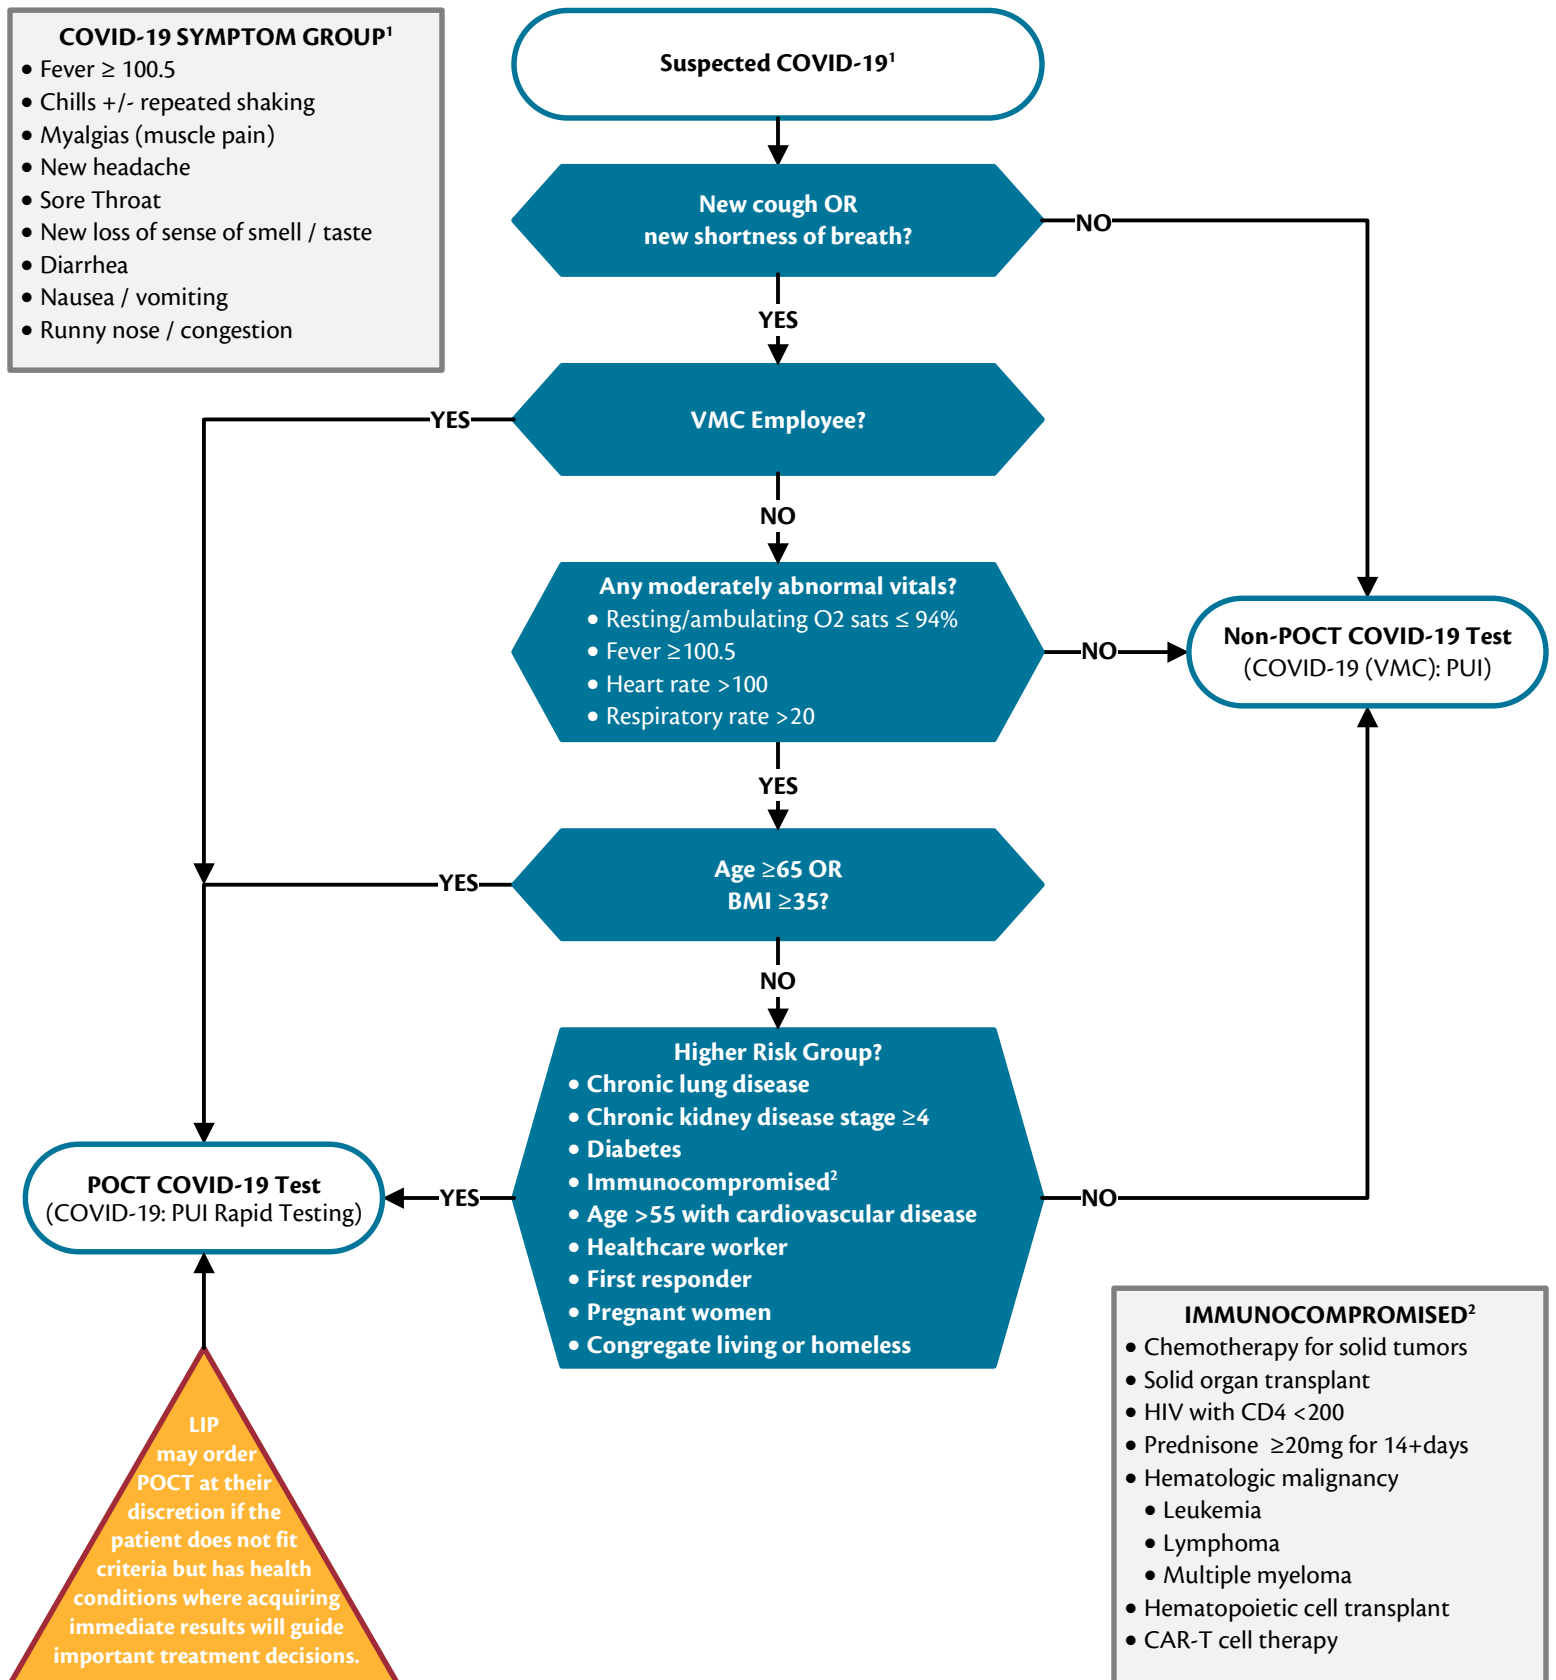 COVID-19 SYMPTOM GROUP¹
• Fever ≥ 100.5
• Chills +/- repeated shaking
• Myalgias (muscle pain)
• New headache
• Sore Throat
• New loss of sense of smell / taste
• Diarrhea
• Nausea / vomiting
• Runny nose / congestion
Suspected COVID-19¹
New cough OR
new shortness of breath?
NO
YES
VMC Employee?
YES
NO
Any moderately abnormal vitals?
• Resting/ambulating O2 sats ≤ 94%
• Fever ≥100.5
• Heart rate >100
• Respiratory rate >20
NO
YES
Non-POCT COVID-19 Test
(COVID-19 (VMC): PUI)
Age ≥65 OR
BMI ≥35?
YES
NO
Higher Risk Group?
• Chronic lung disease
• Chronic kidney disease stage ≥4
• Diabetes
• Immunocompromised²
• Age >55 with cardiovascular disease
• Healthcare worker
• First responder
• Pregnant women
• Congregate living or homeless
YES
NO
POCT COVID-19 Test
(COVID-19: PUI Rapid Testing)
LIP
may order
POCT at their
discretion if the
patient does not fit
criteria but has health
conditions where acquiring
immediate results will guide
important treatment decisions.
IMMUNOCOMPROMISED²
• Chemotherapy for solid tumors
• Solid organ transplant
• HIV with CD4 <200
• Prednisone ≥20mg for 14+days
• Hematologic malignancy
• Leukemia
• Lymphoma
• Multiple myeloma
• Hematopoietic cell transplant
• CAR-T cell therapy